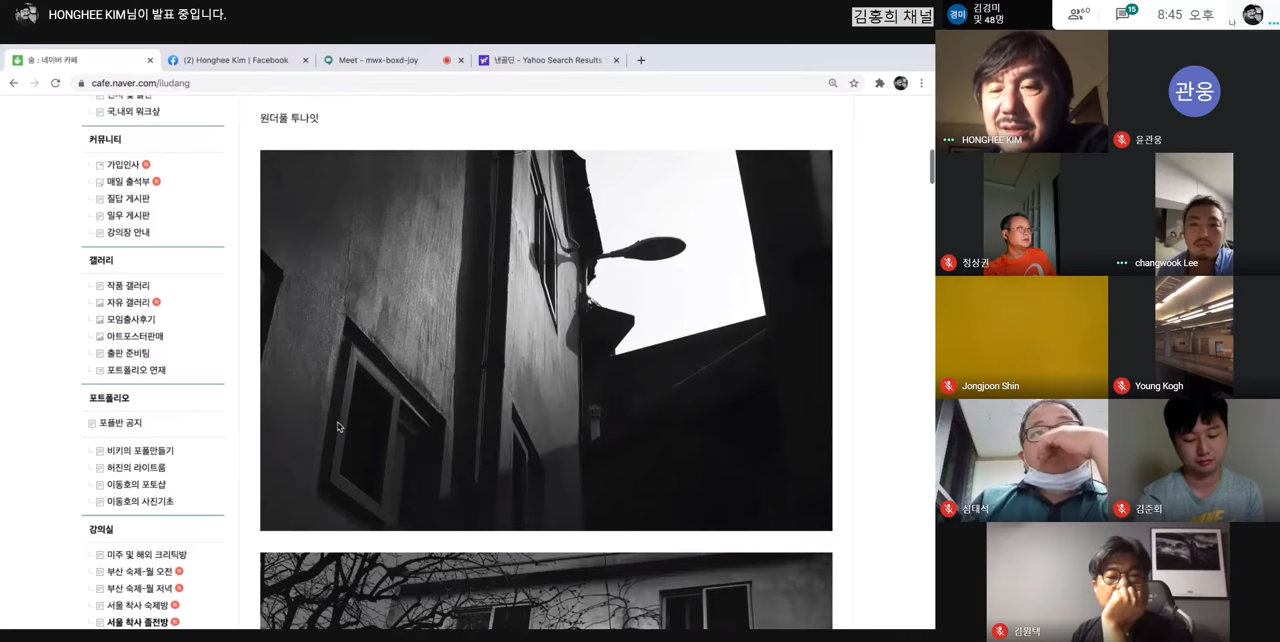 HONGHEE KIM님이 발표 중입니다.
김홍희 채널
경미
김경미
및 48명
60
15
8:45 오후
나
숨 : 네이버 카페
(2) Honghee Kim | Facebook
Meet - mwx-boxd-joy
낸골딘 - Yahoo Search Results
cafe.naver.com/iludang
국,내외 워크샵
커뮤니티
가입인사
매일 출석부
질답 게시판
일우 게시판
강의장 안내
갤러리
작품 갤러리
자유 갤러리
모임출사후기
아트포스터판매
출판 준비팀
포트폴리오 연재
포트폴리오
포폴반 공지
비키의 포폴만들기
허진의 라이트룸
이동호의 포토샵
이동호의 사진기초
강의실
미주 및 해외 크리틱방
부산 숙제-월 오전
부산 숙제-월 저녁
서울 착사 숙제방
서울 착사 졸전방
원더풀 투나잇
HONGHEE KIM
관웅
윤관웅
정상권
changwook Lee
Jongjoon Shin
Young Kogh
심태석
김준회
김원택